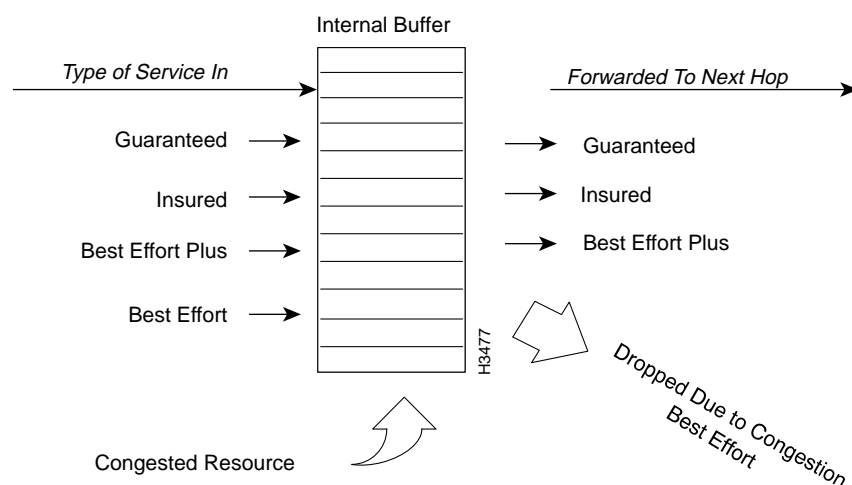 Internal Buffer
Type of Service In
Forwarded To Next Hop
Guaranteed
Guaranteed
Insured
Insured
Best Effort Plus
Best Effort Plus
Best Effort
H3477
Dropped Due to Congestion
Best Effort
Congested Resource